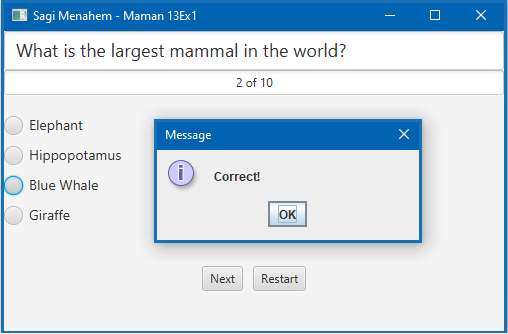 Sagi Menahem - Maman 13Ex1
What is the largest mammal in the world?
2 of 10
Elephant
Hippopotamus
Blue Whale
Giraffe
Message
Correct!
OK
Next Restart